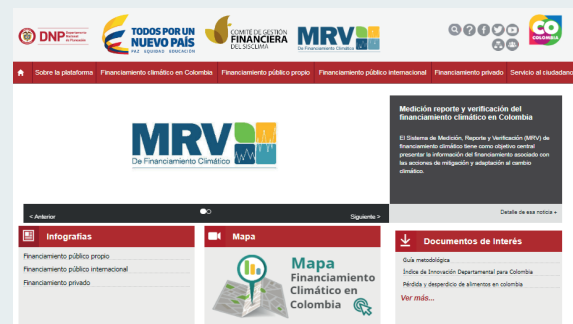 DNP Departamento Nacional de Planeación
TODOS POR UN
NUEVO PAÍS
PAZ EQUIDAD EDUCACIÓN
COMITÉ DE GESTIÓN
FINANCIERA
DEL SISCLIMA
MRV
De Financiamiento Climático
CO
COLOMBIA
Sobre la plataforma Financiamiento climático en Colombia Financiamiento público propio Financiamiento público internacional Financiamiento privado Servicio al ciudadano
MRV
De Financiamiento Climático
Medición reporte y verificación del
financiamiento climático en Colombia
El Sistema de Medición, Reporte y Verificación (MRV) de
financiamiento climático tiene como objetivo central
presentar la información del financiamiento asociado con
las acciones de mitigación y adaptación al cambio
climático.
< Anterior
Siguiente >
Detalle de esa noticia +
Infografías
Financiamiento público propio
Financiamiento público internacional
Financiamiento privado
Mapa
Mapa
Financiamiento
Climático en
Colombia
Documentos de Interés
Guía metodológica
Índice de Innovación Departamental para Colombia
Pérdida y desperdicio de alimentos en colombia
Ver más...